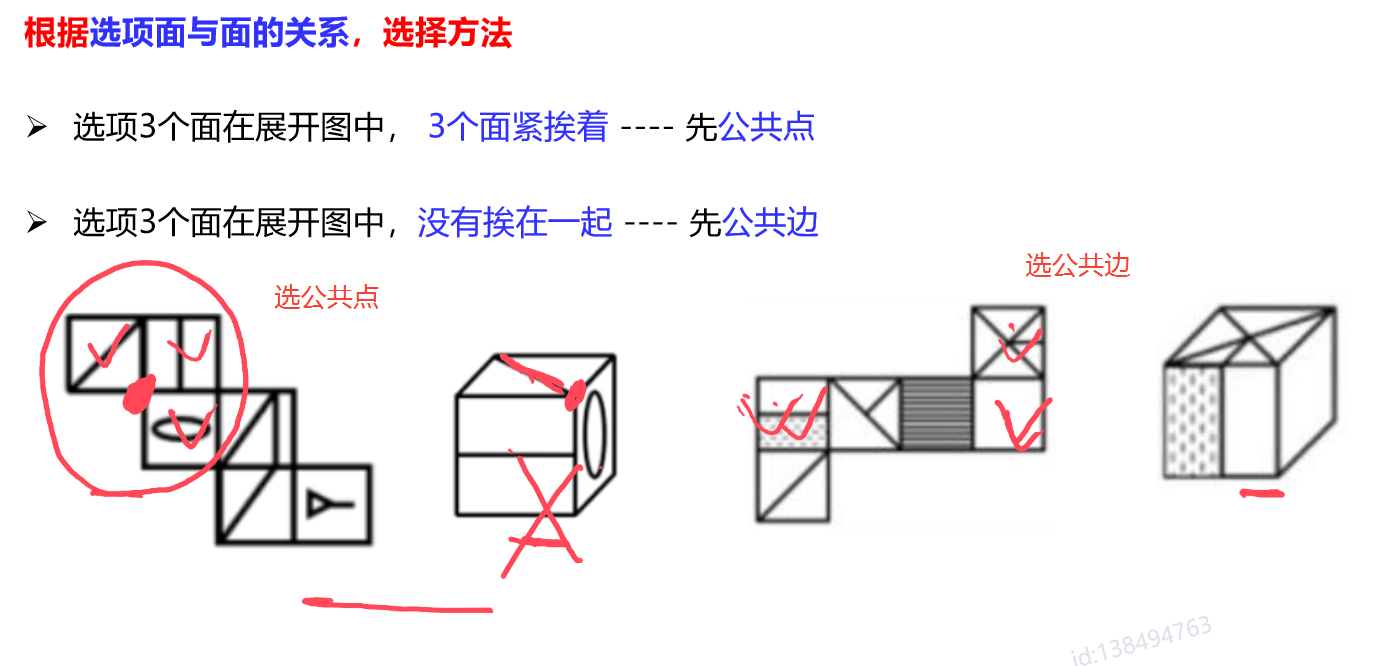 根据选项面与面的关系，选择方法
➢ 选项3个面在展开图中， 3个面紧挨着 ---- 先公共点
➢ 选项3个面在展开图中，没有挨在一起 ---- 先公共边
选公共边
选公共点
A
id:138494763